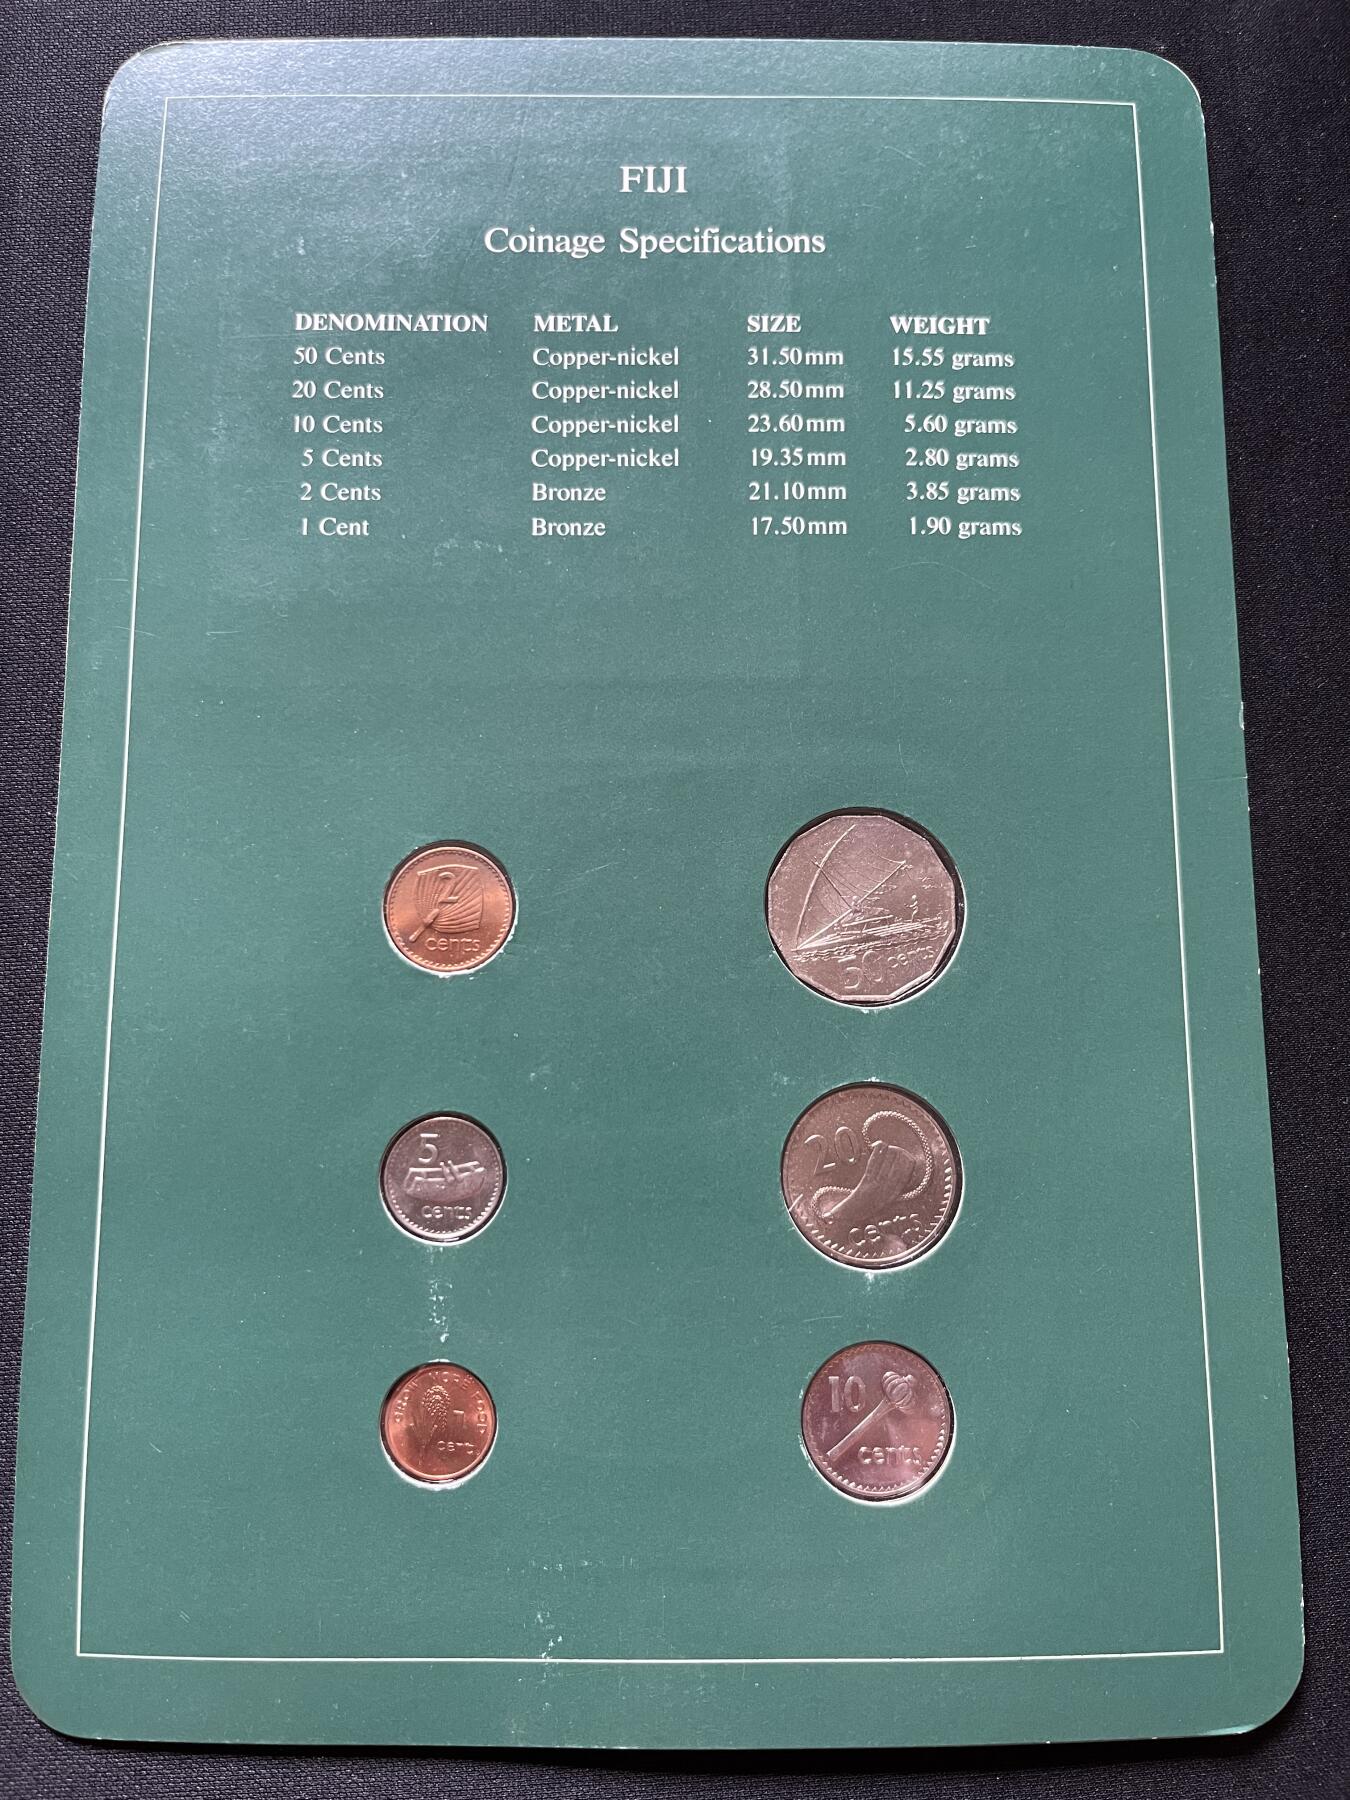 FIJI
Coinage Specifications
DENOMINATION METAL SIZE WEIGHT
50 Cents Copper-nickel 31.50mm 15.55 grams
20 Cents Copper-nickel 28.50mm 11.25 grams
10 Cents Copper-nickel 23.60mm 5.60 grams
5 Cents Copper-nickel 19.35mm 2.80 grams
2 Cents Bronze 21.10mm 3.85 grams
1 Cent Bronze 17.50mm 1.90 grams
2
cents
50 cents
5
cents
20
cents
GROW MORE FOOD
1
cent
10
cents